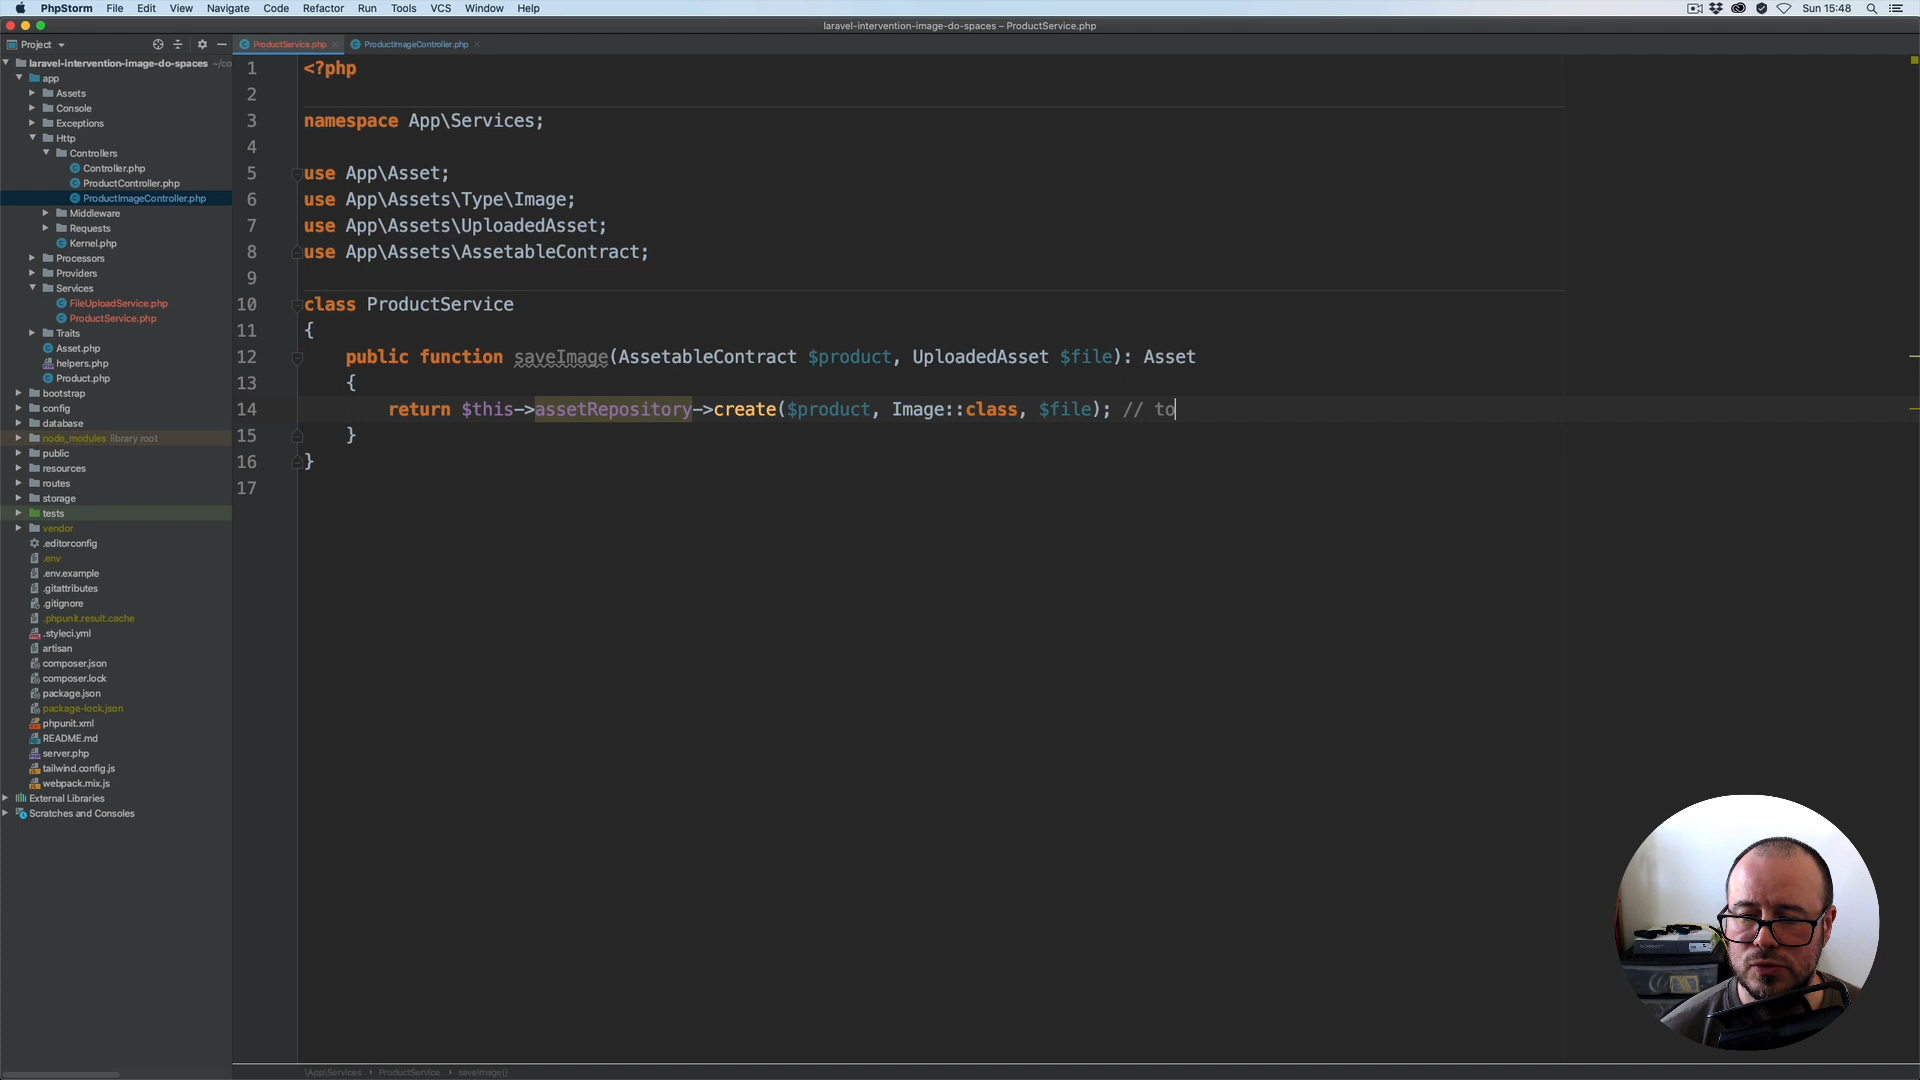 PhpStorm File Edit View Navigate Code Refactor Run Tools VCS Window Help Sun 15:48
laravel-intervention-image-do-spaces – ProductService.php
Project ProductService.php ProductImageController.php
laravel-intervention-image-do-spaces ~/co
app
Assets
Console
Exceptions
Http
Controllers
Controller.php
ProductController.php
ProductImageController.php
Middleware
Requests
Kernel.php
Processors
Providers
Services
FileUploadService.php
ProductService.php
Traits
Asset.php
helpers.php
Product.php
bootstrap
config
database
node_modules library root
public
resources
routes
storage
tests
vendor
.editorconfig
.env
.env.example
.gitattributes
.gitignore
.phpunit.result.cache
.styleci.yml
artisan
composer.json
composer.lock
package.json
package-lock.json
phpunit.xml
README.md
server.php
tailwind.config.js
webpack.mix.js
External Libraries
Scratches and Consoles
1 <?php
2
3 namespace App\Services;
4
5 use App\Asset;
6 use App\Assets\Type\Image;
7 use App\Assets\UploadedAsset;
8 use App\Assets\AssetableContract;
9
10 class ProductService
11 {
12 public function saveImage(AssetableContract $product, UploadedAsset $file): Asset
13 {
14 return $this->assetRepository->create($product, Image::class, $file); // to
15 }
16 }
17
\App\Services › ProductService › saveImage()